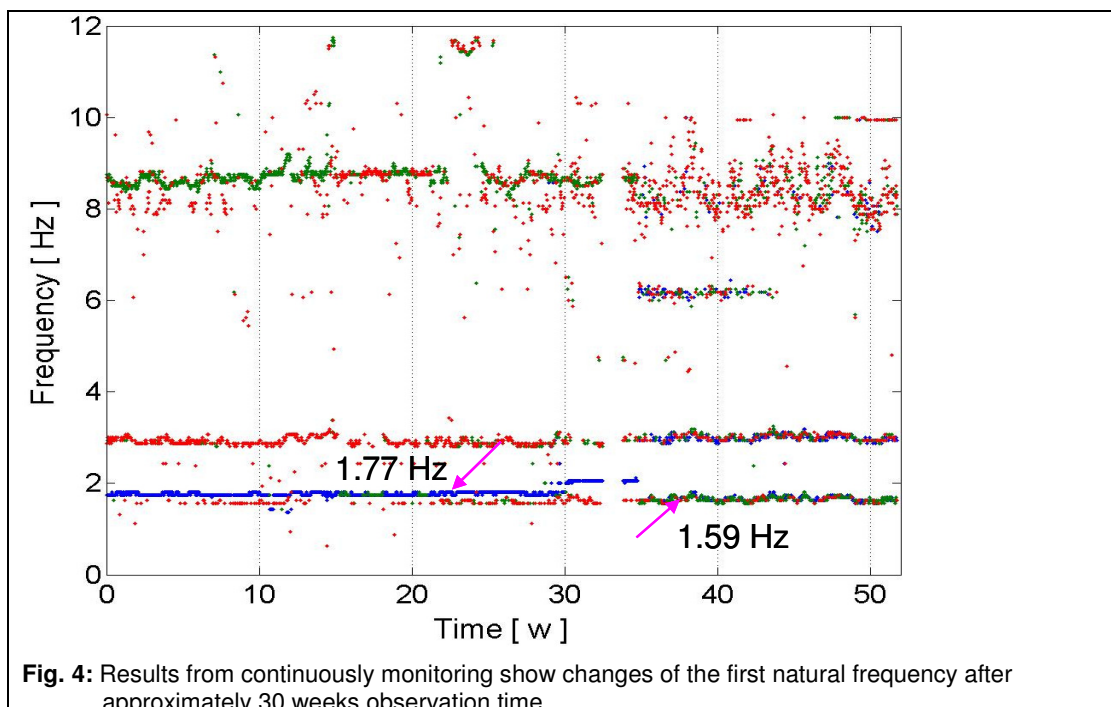 12
10
8
6
4
2
0
Frequency [ Hz ]
1.77 Hz
1.59 Hz
0 10 20 30 40 50
Time [ w ]
Fig. 4: Results from continuously monitoring show changes of the first natural frequency after
approximately 30 weeks observation time